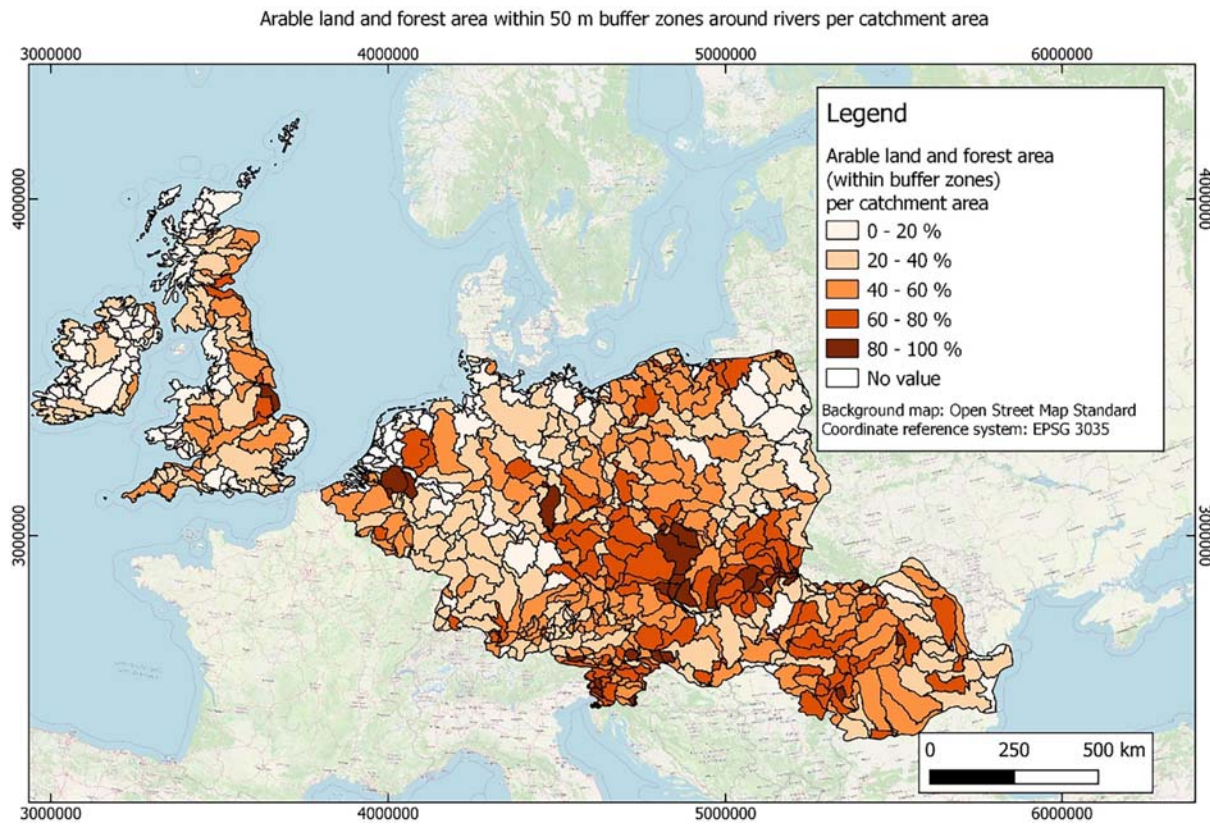 Arable land and forest area within 50 m buffer zones around rivers per catchment area
3000000 4000000 5000000 6000000
4000000
4000000
3000000
3000000
Legend
Arable land and forest area
(within buffer zones)
per catchment area
0 - 20 %
20 - 40 %
40 - 60 %
60 - 80 %
80 - 100 %
No value
Background map: Open Street Map Standard
Coordinate reference system: EPSG 3035
0 250 500 km
3000000 4000000 5000000 6000000